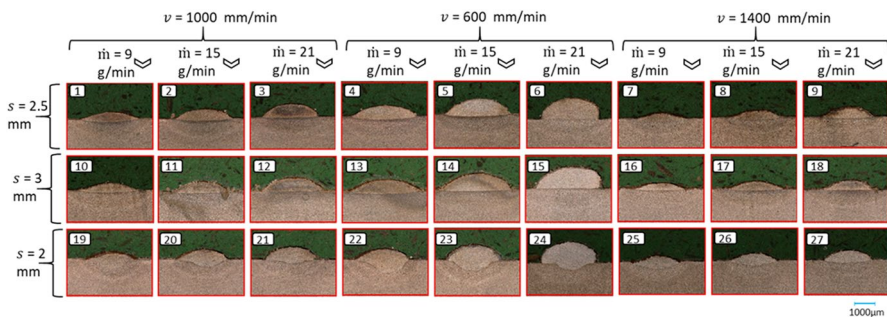 v = 1000 mm/min
v = 600 mm/min
v = 1400 mm/min
ṁ = 9 g/min
ṁ = 15 g/min
ṁ = 21 g/min
ṁ = 9 g/min
ṁ = 15 g/min
ṁ = 21 g/min
ṁ = 9 g/min
ṁ = 15 g/min
ṁ = 21 g/min
s = 2.5 mm
1 2 3 4 5 6 7 8 9
s = 3 mm
10 11 12 13 14 15 16 17 18
s = 2 mm
19 20 21 22 23 24 25 26 27
1000µm